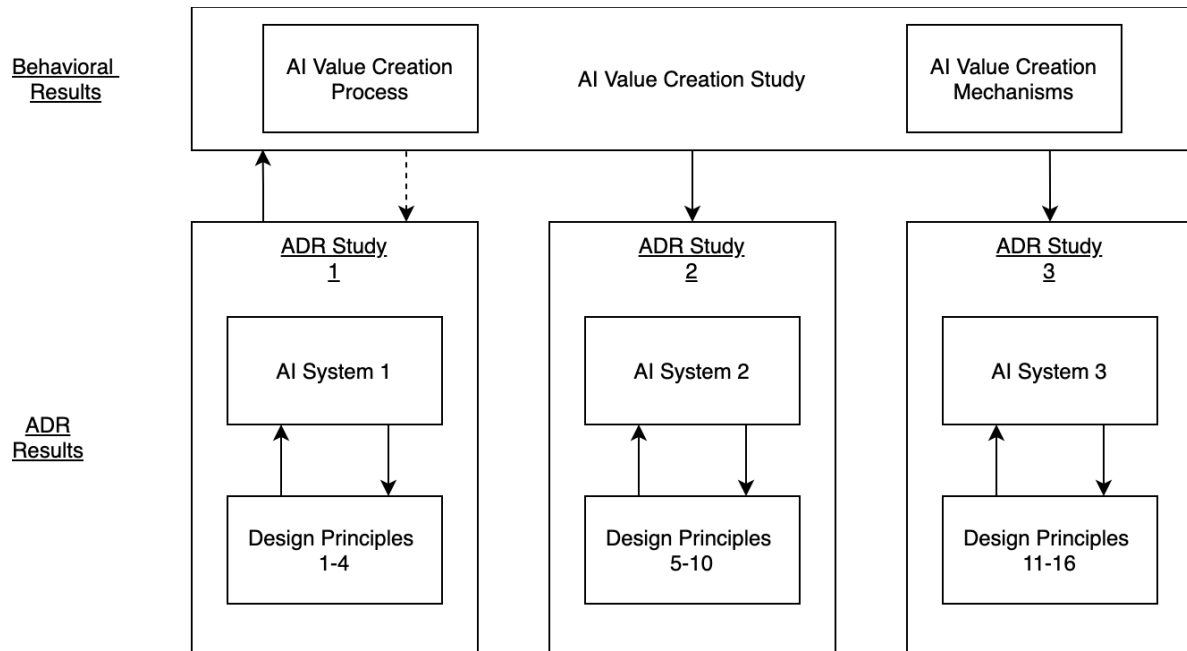 Behavioral
Results
AI Value Creation
Process
AI Value Creation Study
AI Value Creation
Mechanisms
ADR Study
1
ADR Study
2
ADR Study
3
AI System 1
AI System 2
AI System 3
ADR
Results
Design Principles
1-4
Design Principles
5-10
Design Principles
11-16